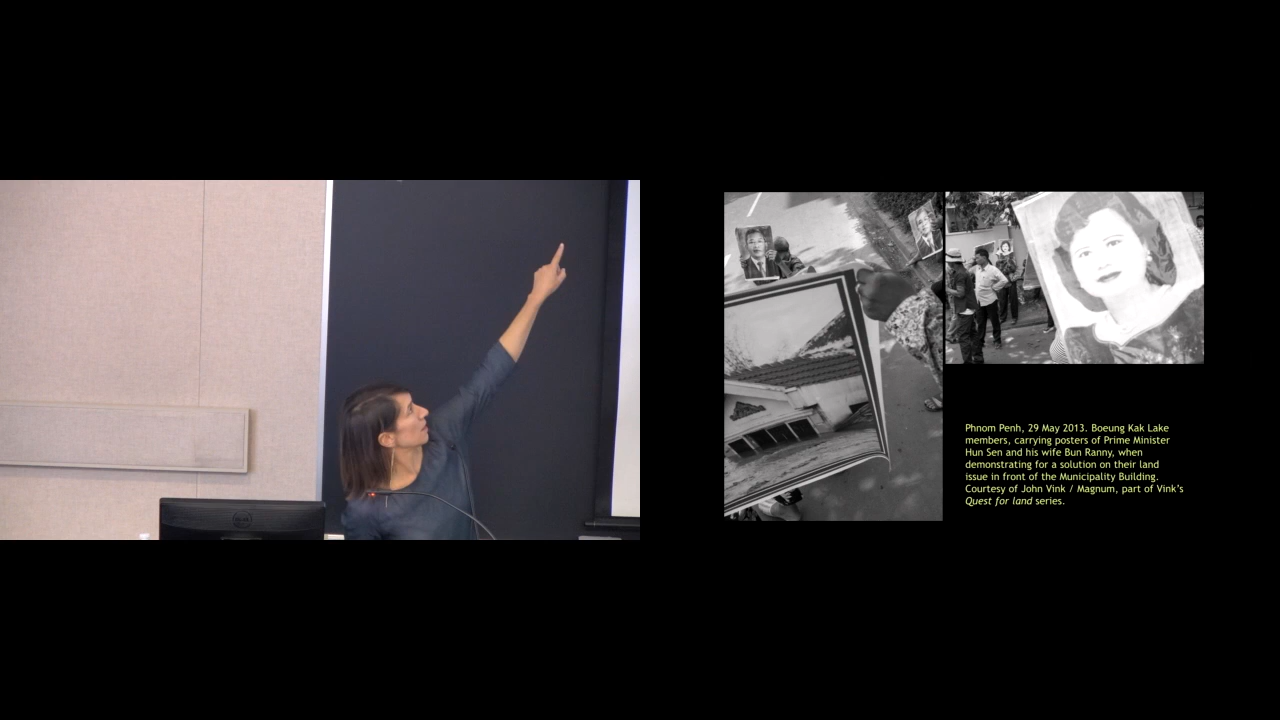 Phnom Penh, 29 May 2013. Boeung Kak Lake
members, carrying posters of Prime Minister
Hun Sen and his wife Bun Ranny, when
demonstrating for a solution on their land
issue in front of the Municipality Building.
Courtesy of John Vink / Magnum, part of Vink's
Quest for land series.